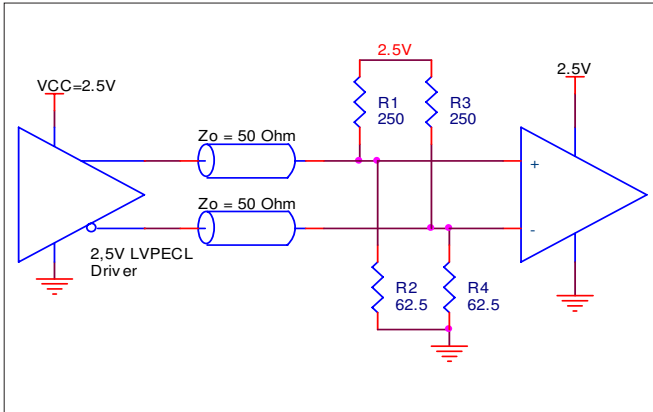 2.5V
VCC=2.5V
2.5V
R1
250
R3
250
Zo = 50 Ohm
+
Zo = 50 Ohm
-
2,5V LVPECL
Driver
R2
62.5
R4
62.5